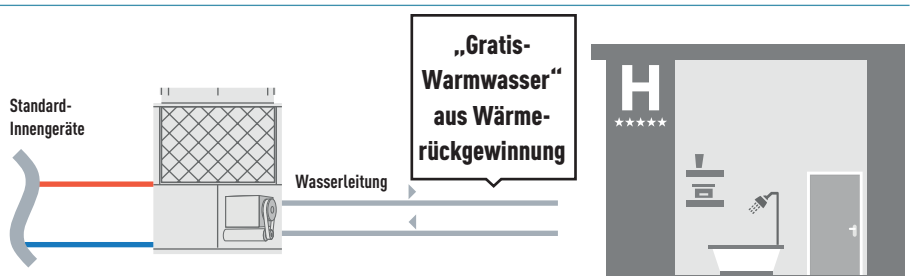 Standard-
Innengeräte
Wasserleitung
„Gratis-
Warmwasser“
aus Wärme-
rückgewinnung
H
★★★★★